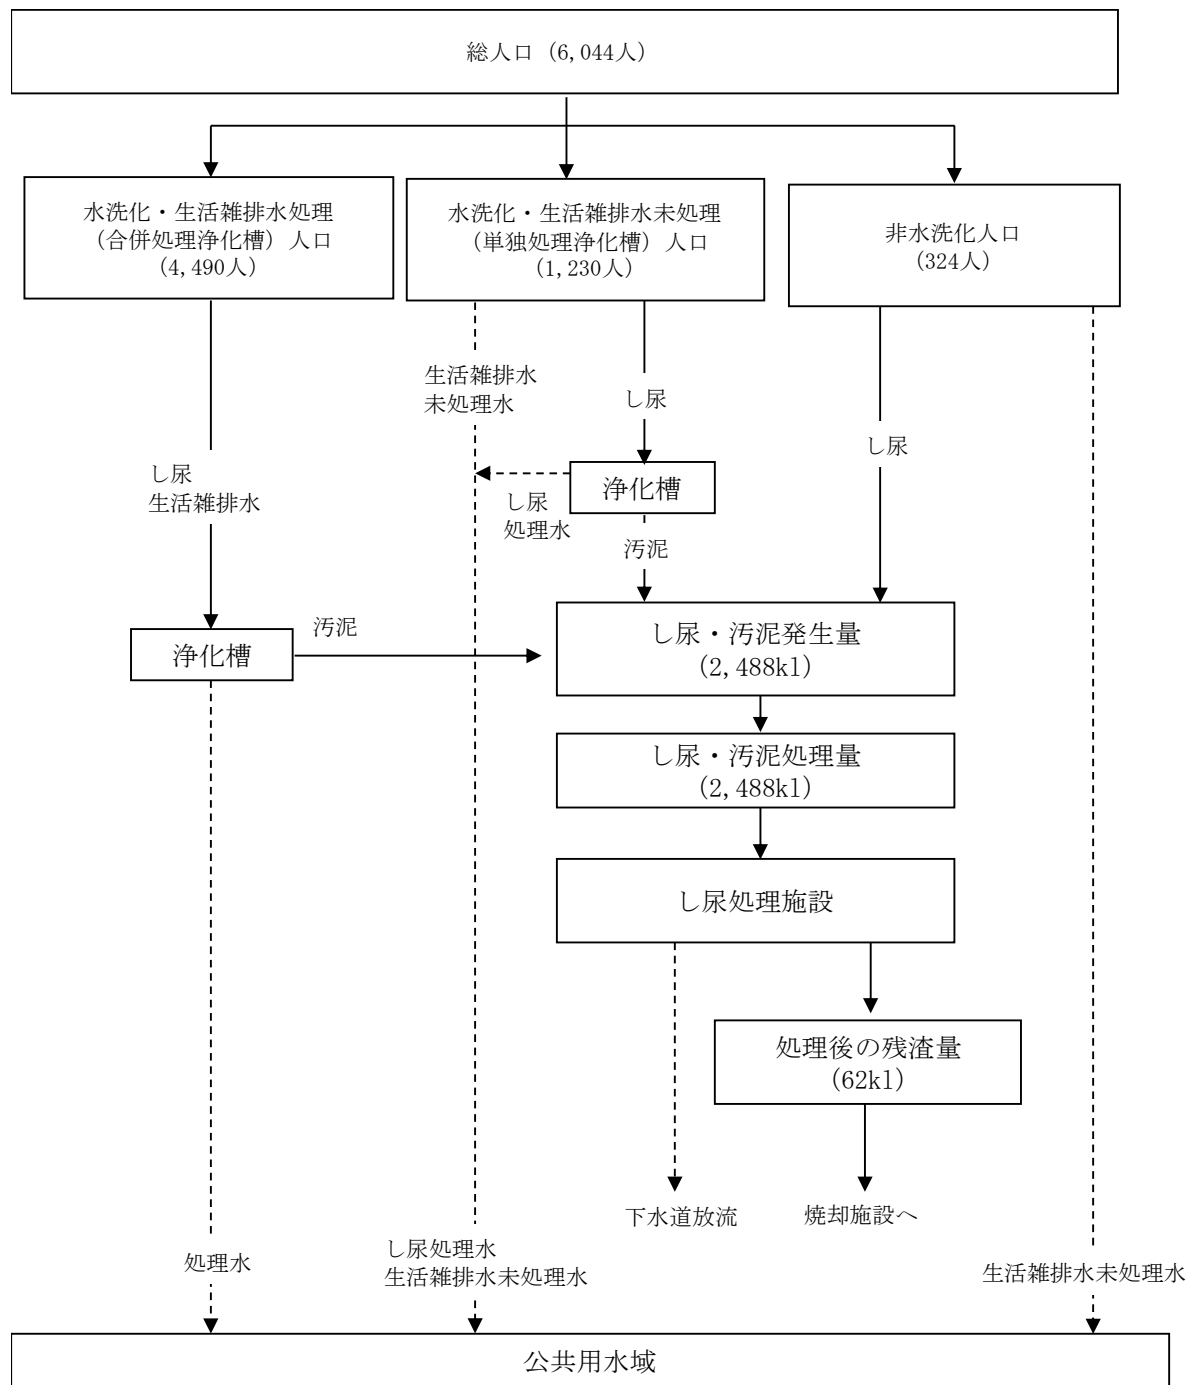 総人口（6,044人）
水洗化・生活雑排水処理
（合併処理浄化槽）人口
（4,490人）
水洗化・生活雑排水未処理
（単独処理浄化槽）人口
（1,230人）
非水洗化人口
（324人）
生活雑排水
未処理水
し尿
し尿
し尿
生活雑排水
浄化槽
し尿
処理水
汚泥
汚泥
浄化槽
し尿・汚泥発生量
（2,488kl）
し尿・汚泥処理量
（2,488kl）
し尿処理施設
処理後の残渣量
（62kl）
下水道放流
焼却施設へ
処理水
し尿処理水
生活雑排水未処理水
生活雑排水未処理水
公共用水域